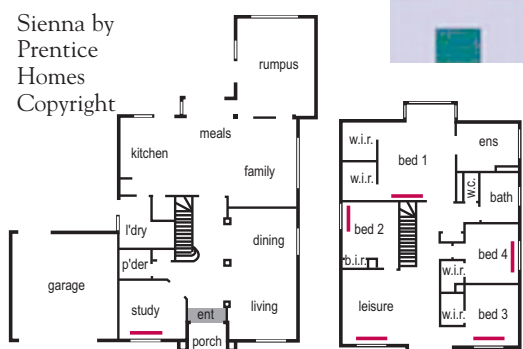 Sienna by
Prentice
Homes
Copyright
rumpus
meals
kitchen
family
l'dry
dining
p'der
garage
study
living
ent
porch
w.i.r.
ens
bed 1
w.i.r.
w.c.
bath
bed 2
bed 4
b.i.r.
w.i.r.
leisure
w.i.r.
bed 3